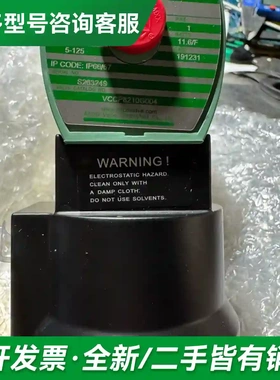 型号咨询客服
1
5-125
11.6/F
IP CODE: IP66/67
191231
WARNING !
ELECTROSTATIC HAZARD
CLEAN ONLY WITH
A DAMP CLOTH.
DO NOT USE SOLVENTS.
开发票·全新/二手皆有